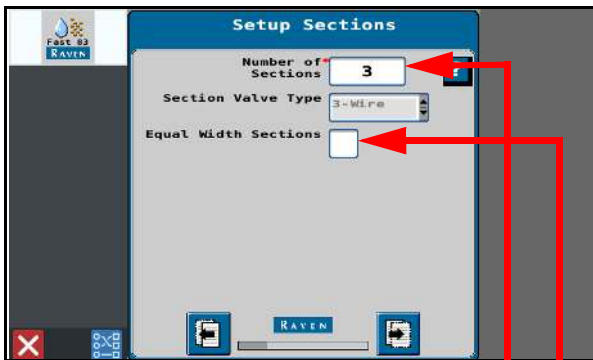 Setup Sections
Fast 83
RAVEN
Number of*
Sections
3
?
Section Valve Type
3-Wire
Equal Width Sections
RAVEN